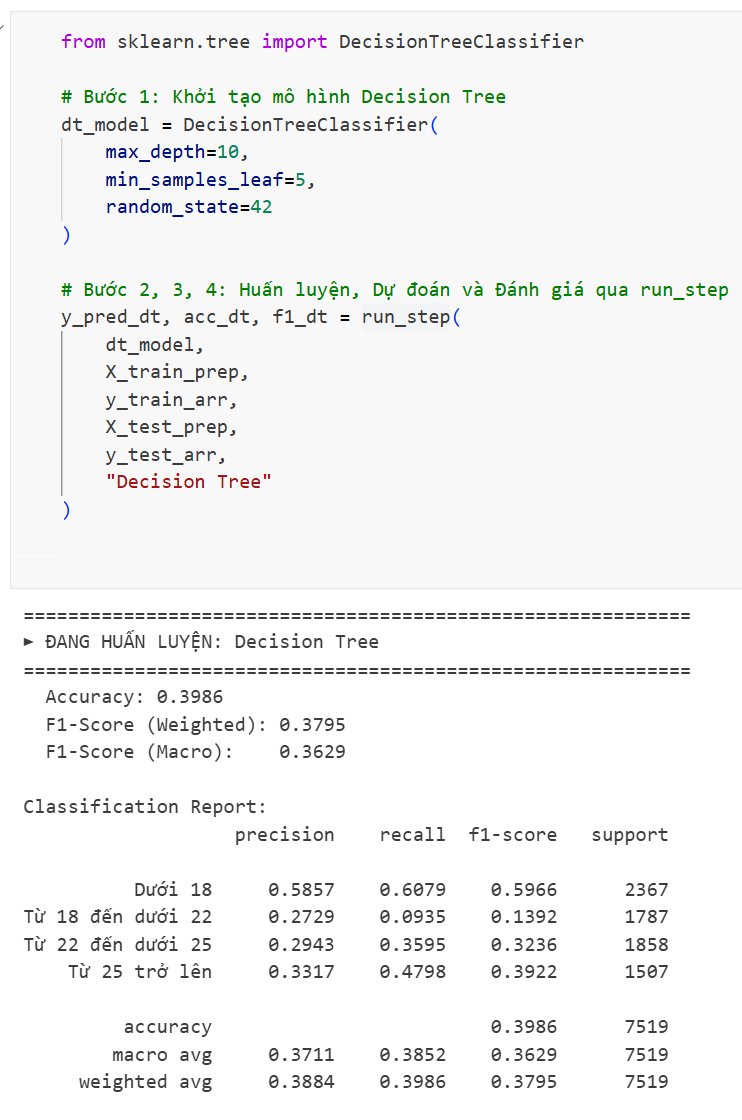 from sklearn.tree import DecisionTreeClassifier
# Bước 1: Khởi tạo mô hình Decision Tree
dt_model = DecisionTreeClassifier(
    max_depth=10,
    min_samples_leaf=5,
    random_state=42
)
# Bước 2, 3, 4: Huấn luyện, Dự đoán và Đánh giá qua run_step
y_pred_dt, acc_dt, f1_dt = run_step(
    dt_model,
    X_train_prep,
    y_train_arr,
    X_test_prep,
    y_test_arr,
    "Decision Tree"
)
============================================================
► ĐANG HUẤN LUYỆN: Decision Tree
============================================================
  Accuracy: 0.3986
  F1-Score (Weighted): 0.3795
  F1-Score (Macro):    0.3629
Classification Report:
                   precision    recall  f1-score   support
          Dưới 18     0.5857    0.6079    0.5966      2367
Từ 18 đến dưới 22     0.2729    0.0935    0.1392      1787
Từ 22 đến dưới 25     0.2943    0.3595    0.3236      1858
    Từ 25 trở lên     0.3317    0.4798    0.3922      1507
         accuracy                         0.3986      7519
        macro avg     0.3711    0.3852    0.3629      7519
     weighted avg     0.3884    0.3986    0.3795      7519